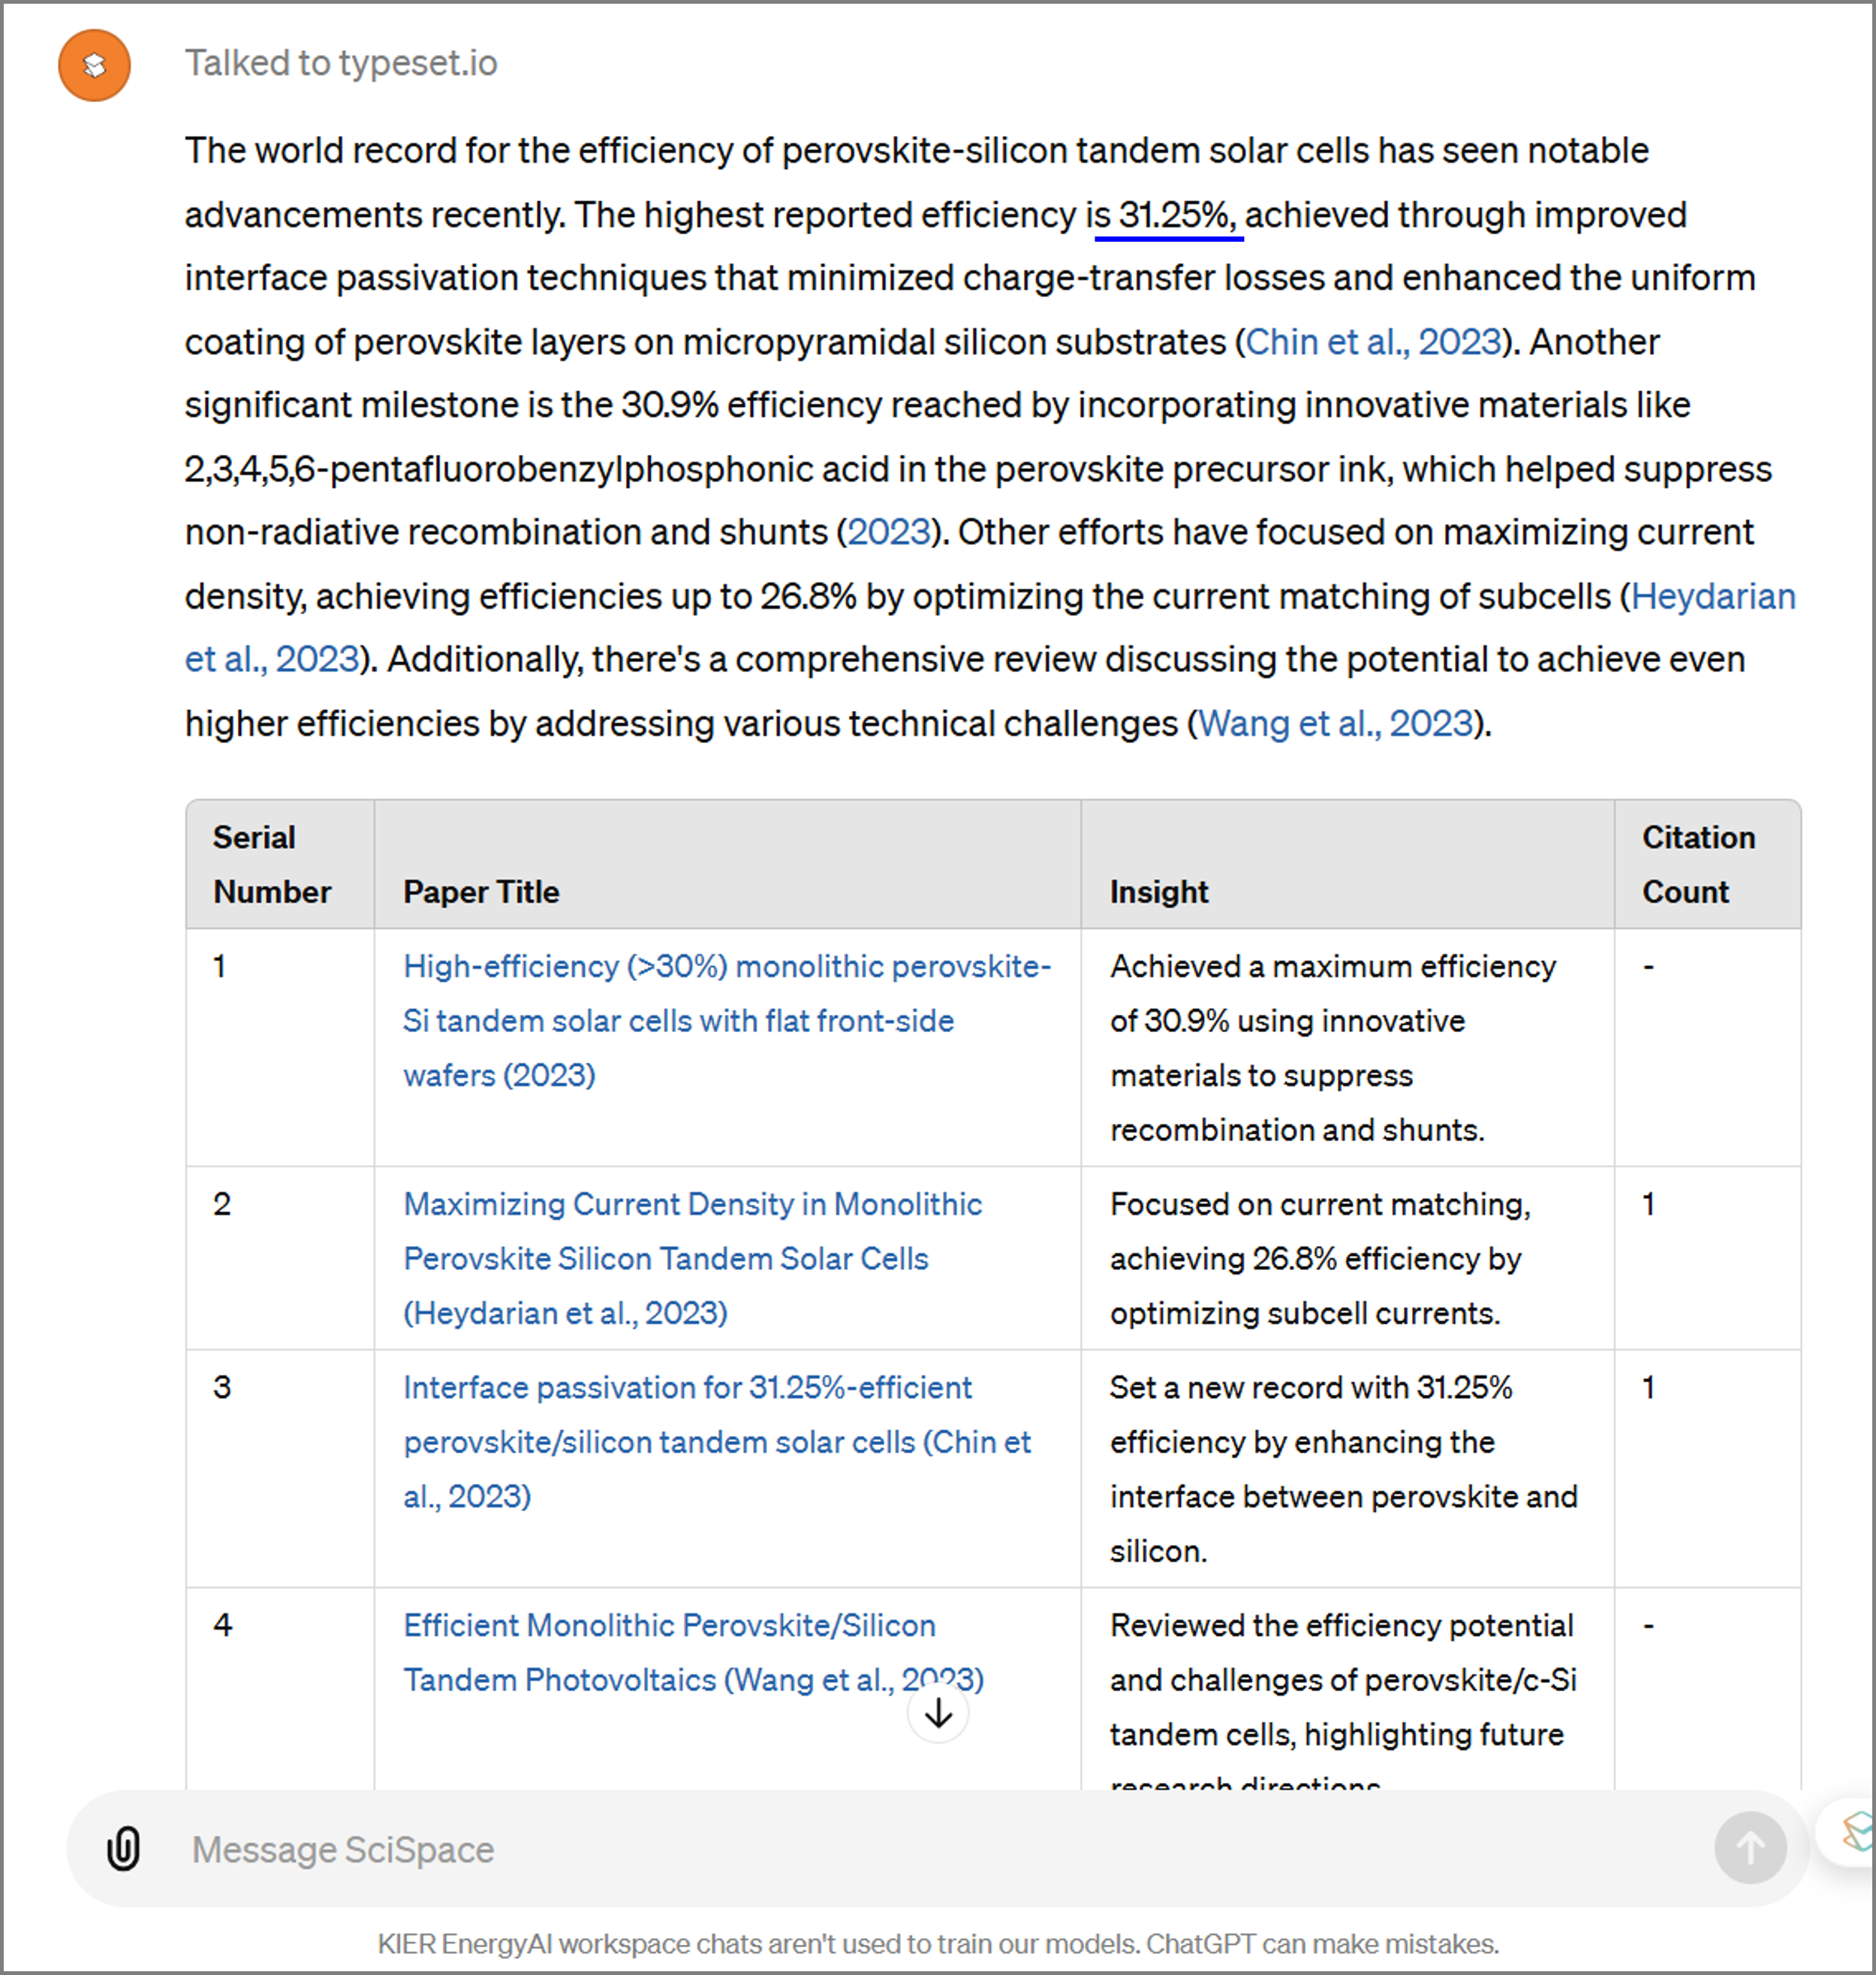 Talked to typeset.io
The world record for the efficiency of perovskite-silicon tandem solar cells has seen notable
advancements recently. The highest reported efficiency is 31.25%, achieved through improved
interface passivation techniques that minimized charge-transfer losses and enhanced the uniform
coating of perovskite layers on micropyramidal silicon substrates (Chin et al., 2023). Another
significant milestone is the 30.9% efficiency reached by incorporating innovative materials like
2,3,4,5,6-pentafluorobenzylphosphonic acid in the perovskite precursor ink, which helped suppress
non-radiative recombination and shunts (2023). Other efforts have focused on maximizing current
density, achieving efficiencies up to 26.8% by optimizing the current matching of subcells (Heydarian
et al., 2023). Additionally, there's a comprehensive review discussing the potential to achieve even
higher efficiencies by addressing various technical challenges (Wang et al., 2023).
Serial
Number
Paper Title
Insight
Citation
Count
1
High-efficiency (>30%) monolithic perovskite-
Si tandem solar cells with flat front-side
wafers (2023)
Achieved a maximum efficiency
of 30.9% using innovative
materials to suppress
recombination and shunts.
-
2
Maximizing Current Density in Monolithic
Perovskite Silicon Tandem Solar Cells
(Heydarian et al., 2023)
Focused on current matching,
achieving 26.8% efficiency by
optimizing subcell currents.
1
3
Interface passivation for 31.25%-efficient
perovskite/silicon tandem solar cells (Chin et
al., 2023)
Set a new record with 31.25%
efficiency by enhancing the
interface between perovskite and
silicon.
1
4
Efficient Monolithic Perovskite/Silicon
Tandem Photovoltaics (Wang et al., 2023)
Reviewed the efficiency potential
and challenges of perovskite/c-Si
tandem cells, highlighting future
research directions.
-
Message SciSpace
KIER EnergyAI workspace chats aren't used to train our models. ChatGPT can make mistakes.